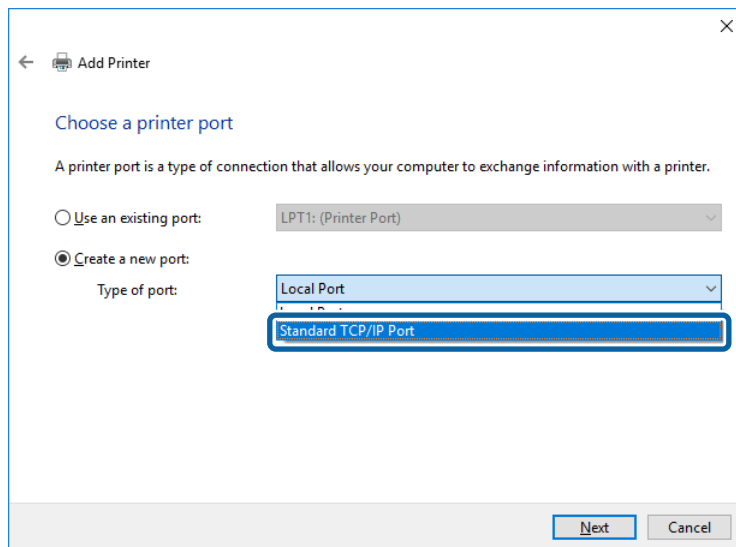 Add Printer
Choose a printer port
A printer port is a type of connection that allows your computer to exchange information with a printer.
Use an existing port: LPT1: (Printer Port)
Create a new port:
Type of port: Local Port
Standard TCP/IP Port
Next Cancel